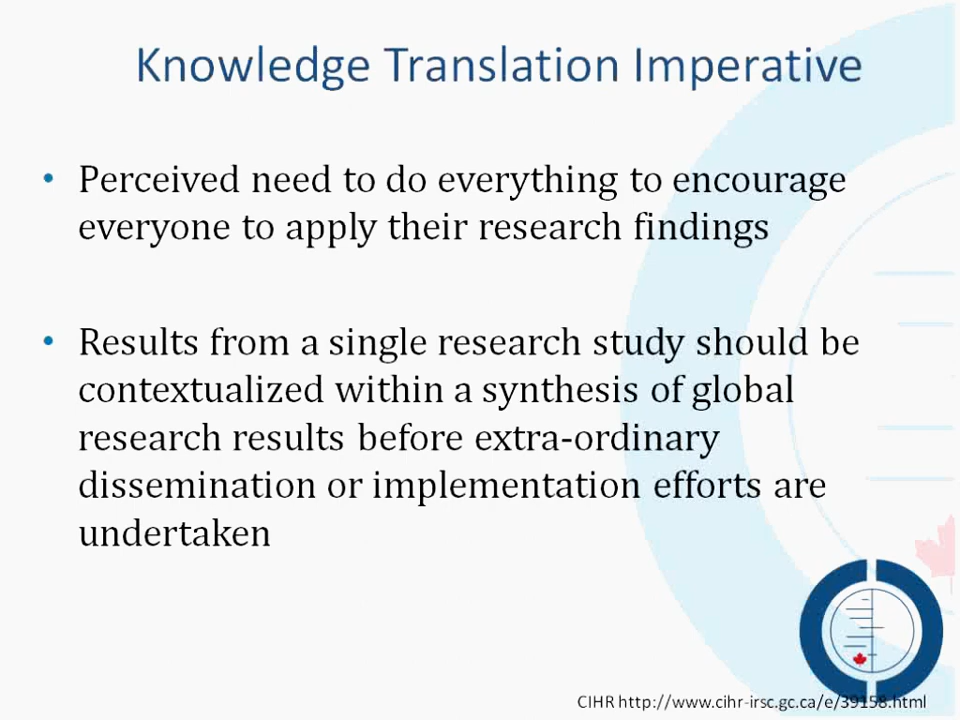 Knowledge Translation Imperative
• Perceived need to do everything to encourage
everyone to apply their research findings
• Results from a single research study should be
contextualized within a synthesis of global
research results before extra-ordinary
dissemination or implementation efforts are
undertaken
CIHR http://www.cihr-irsc.gc.ca/e/39158.html